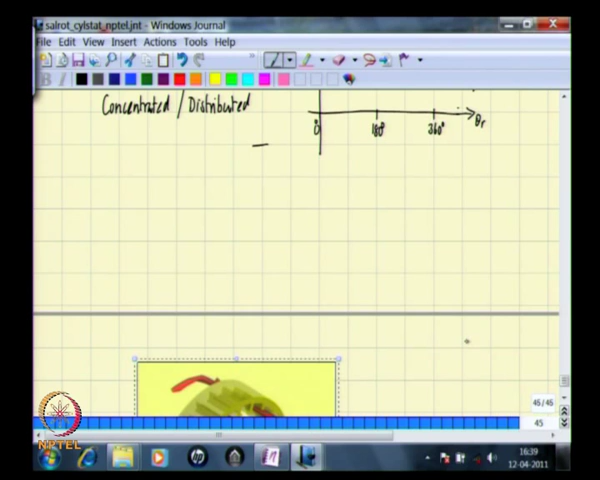 salrot_cylstat_nptel.jnt - Windows Journal
File Edit View Insert Actions Tools Help
Concentrated / Distributed
0° 180° 360° θr
45/45
45
NPTEL
16:39
12-04-2011